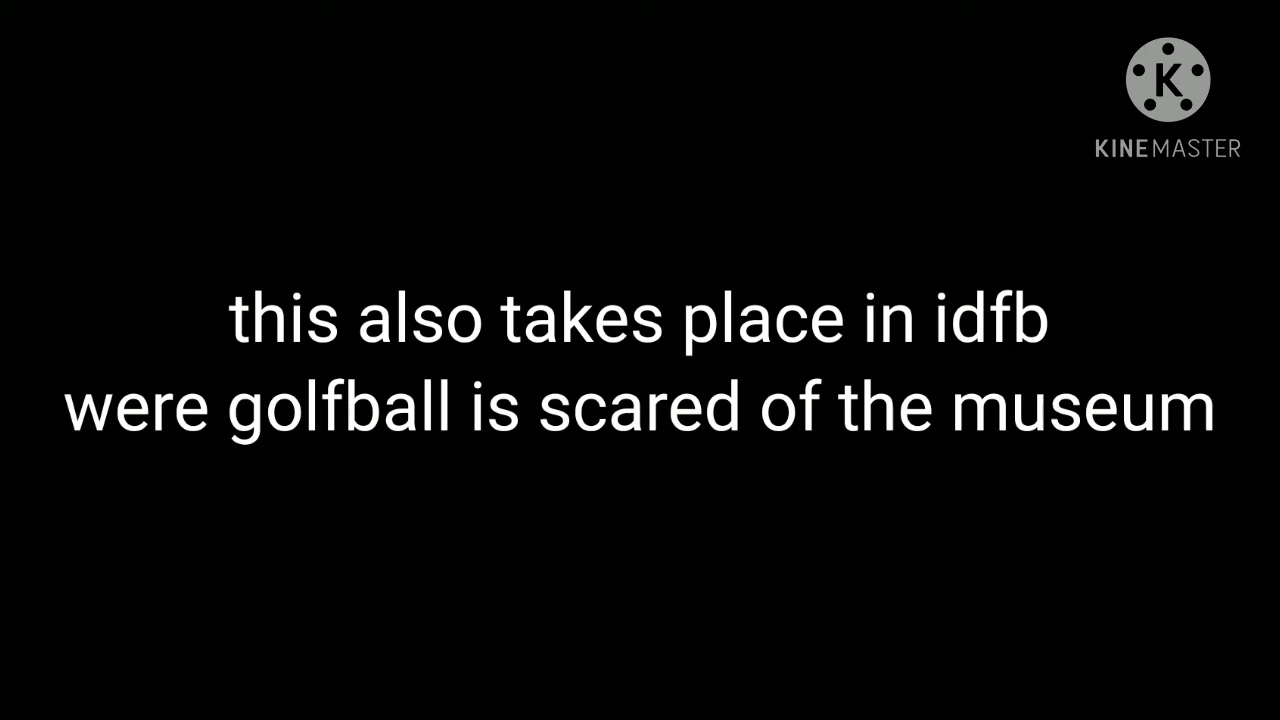 K
KINEMASTER
this also takes place in idfb
were golfball is scared of the museum